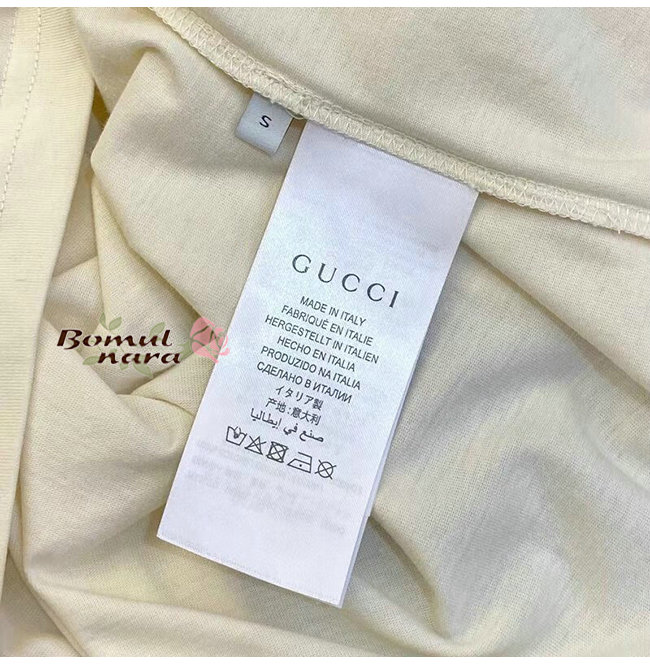 S
GUCCI
MADE IN ITALY
FABRIQUÉ EN ITALIE
HERGESTELLT IN ITALIEN
HECHO EN ITALIA
PRODUZIDO NA ITALIA
СДЕЛАНО В ИТАЛИИ
イタリア製
产地:意大利
صنع في إيطاليا
Bomul
nara